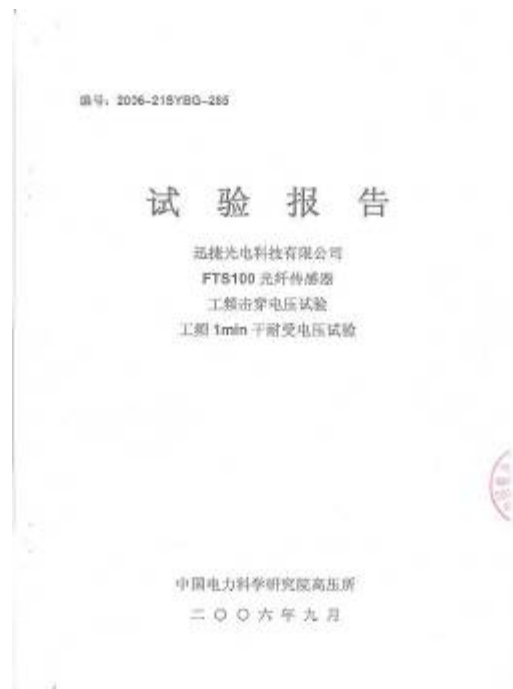 编号：2006-21SYBG-285
试验报告
迅捷光电科技有限公司
FTS100 光纤传感器
工频击穿电压试验
工频 1min 干耐受电压试验
中国电力科学研究院高压所
二〇〇六年九月